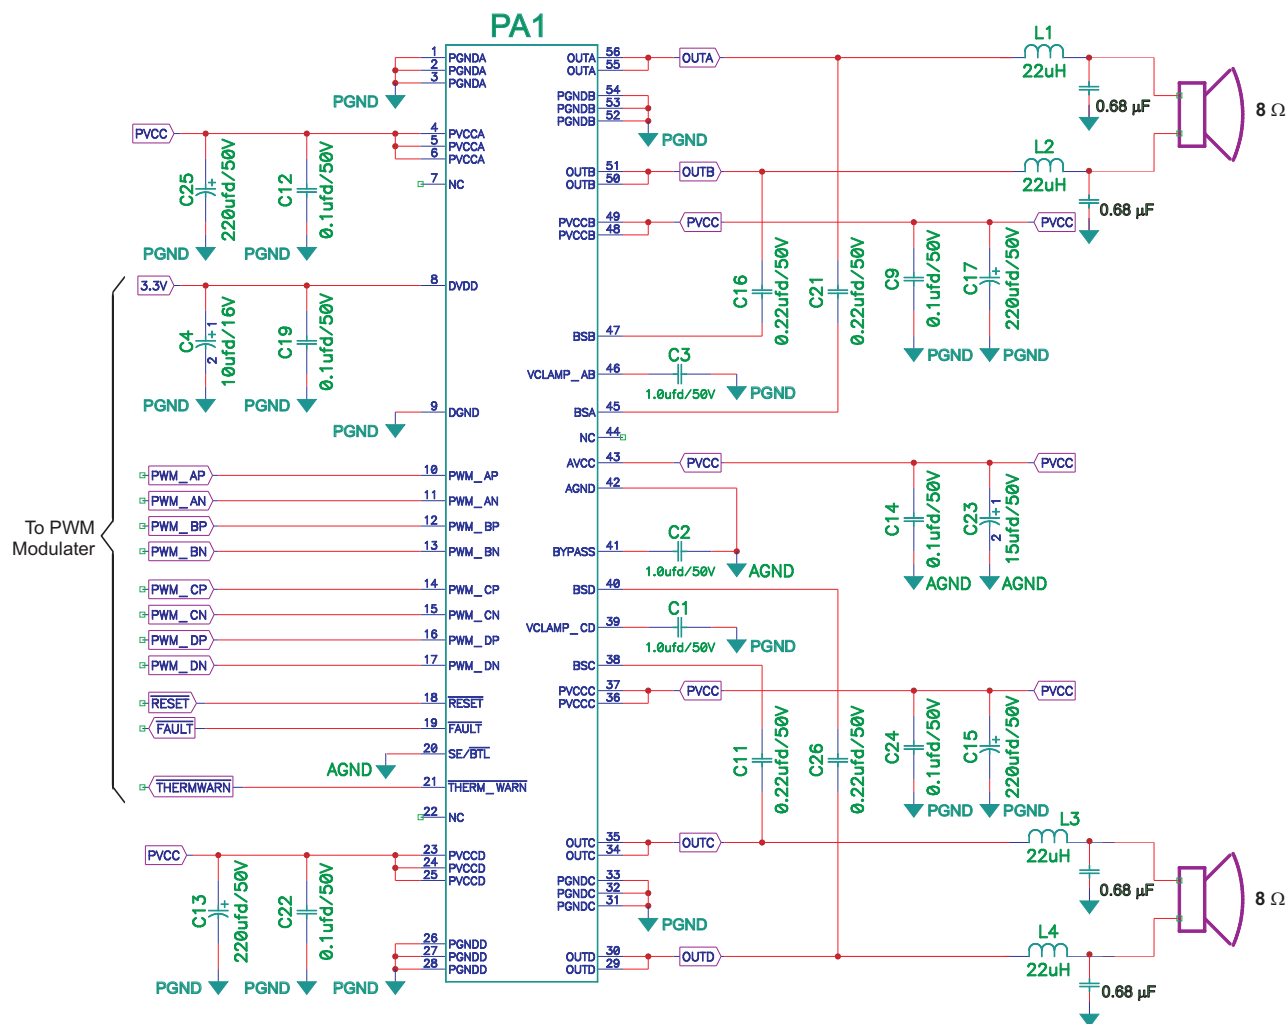 PA1
1 PGNDA
2 PGNDA
3 PGNDA
PGND
PVCC
4 PVCCA
5 PVCCA
6 PVCCA
7 NC
C25 220ufd/50V
C12 0.1ufd/50V
PGND PGND
3.3V
8 DVDD
C4 1 2 10ufd/16V
C19 0.1ufd/50V
PGND PGND
9 DGND
PGND
To PWM
Modulater
PWM_AP 10 PWM_AP
PWM_AN 11 PWM_AN
PWM_BP 12 PWM_BP
PWM_BN 13 PWM_BN
PWM_CP 14 PWM_CP
PWM_CN 15 PWM_CN
PWM_DP 16 PWM_DP
PWM_DN 17 PWM_DN
RESET 18 RESET
FAULT 19 FAULT
20 SE/BTL
AGND
THERMWARN 21 THERM_WARN
22 NC
PVCC
23 PVCCD
24 PVCCD
25 PVCCD
C13 220ufd/50V
C22 0.1ufd/50V
26 PGNDD
27 PGNDD
28 PGNDD
PGND PGND PGND
OUTA 56 OUTA
OUTA 55
L1
22uH
0.68 µF
8 Ω
PGNDB 54
PGNDB 53
PGNDB 52
PGND
OUTB 51 OUTB
OUTB 50
L2
22uH
0.68 µF
PVCCB 49 PVCC PVCC
PVCCB 48
C16 0.22ufd/50V
C21 0.22ufd/50V
C9 0.1ufd/50V
C17 220ufd/50V
PGND PGND
BSB 47
VCLAMP_AB 46
C3
1.0ufd/50V
PGND
BSA 45
NC 44
AVCC 43 PVCC PVCC
AGND 42
C14 0.1ufd/50V
C23 1 2 15ufd/50V
AGND AGND
BYPASS 41
C2
1.0ufd/50V
AGND
BSD 40
VCLAMP_CD 39
C1
1.0ufd/50V
PGND
BSC 38
PVCCC 37 PVCC PVCC
PVCCC 36
C11 0.22ufd/50V
C26 0.22ufd/50V
C24 0.1ufd/50V
C15 220ufd/50V
PGND PGND
OUTC 35 OUTC
OUTC 34
L3
22uH
0.68 µF
8 Ω
PGNDC 33
PGNDC 32
PGNDC 31
PGND
OUTD 30 OUTD
OUTD 29
L4
22uH
0.68 µF